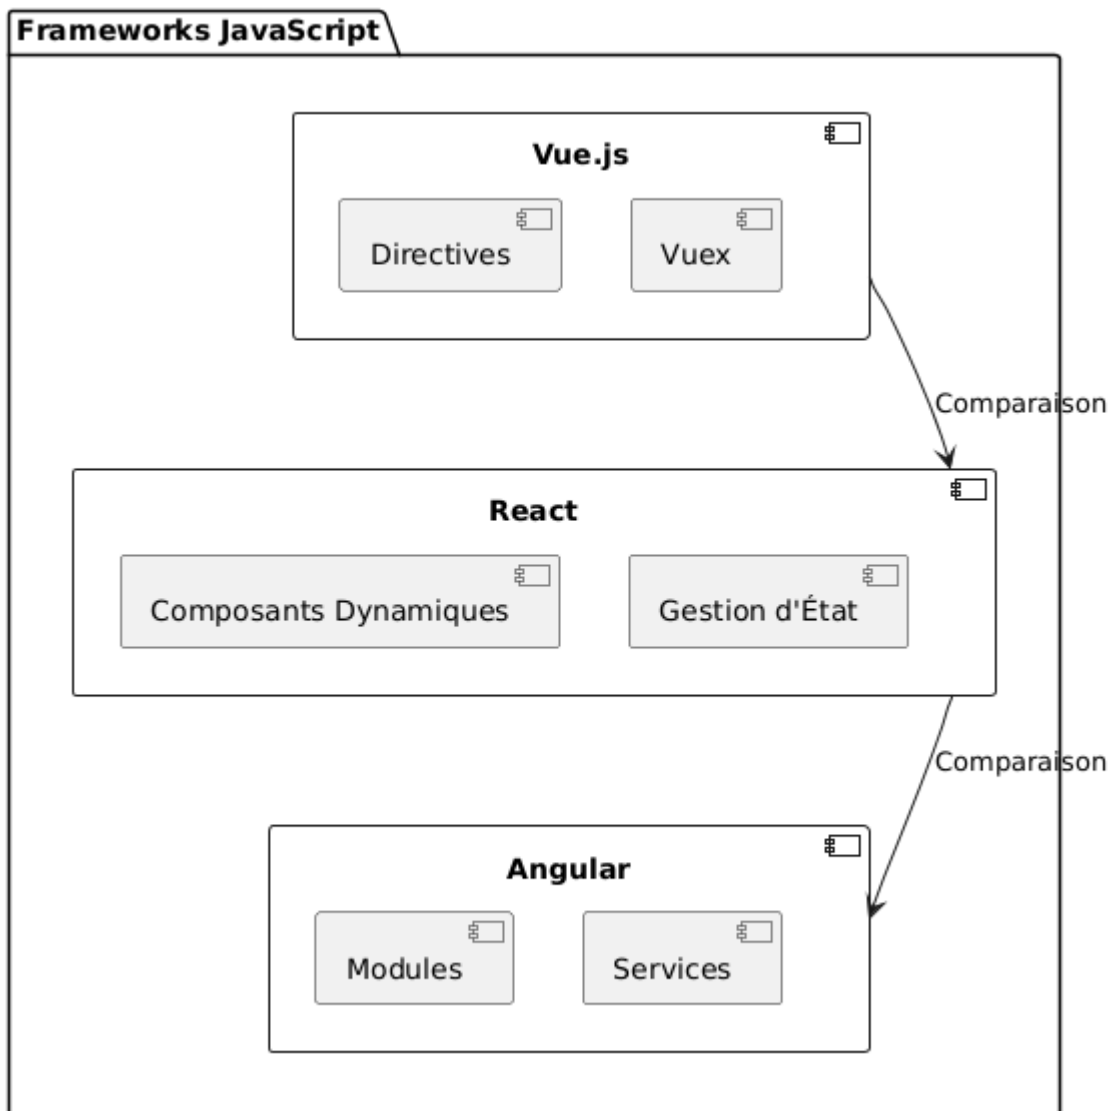 Frameworks JavaScript
Vue.js
Directives
Vuex
Comparaison
React
Composants Dynamiques
Gestion d'État
Comparaison
Angular
Modules
Services